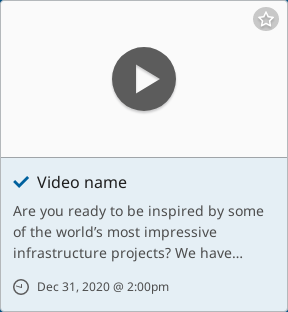 Video name
Are you ready to be inspired by some
of the world’s most impressive
infrastructure projects? We have...
Dec 31, 2020 @ 2:00pm